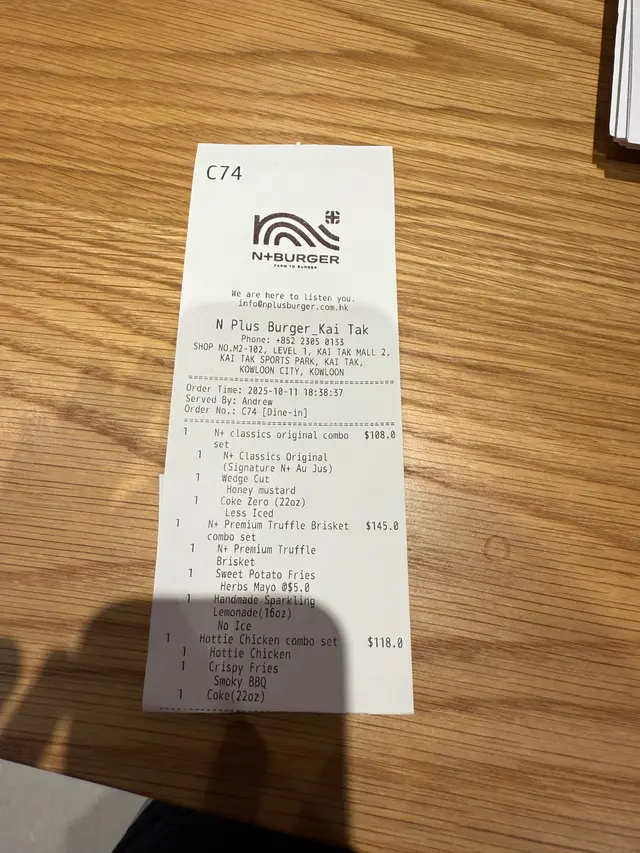 C74
N+BURGER
FARM TO BURGER
We are here to listen you.
info@nplusburger.com.hk
N Plus Burger_Kai Tak
Phone: +852 2305 0133
SHOP NO.M2-102, LEVEL 1, KAI TAK MALL 2,
KAI TAK SPORTS PARK, KAI TAK,
KOWLOON CITY, KOWLOON
Order Time: 2025-10-11 18:38:37
Served By: Andrew
Order No.: C74 [Dine-in]
1 N+ classics original combo $108.0
set
1 N+ Classics Original
(Signature N+ Au Jus)
1 Wedge Cut
Honey mustard
1 Coke Zero (22oz)
Less Iced
1 N+ Premium Truffle Brisket $145.0
combo set
1 N+ Premium Truffle
Brisket
1 Sweet Potato Fries
Herbs Mayo @$5.0
1 Handmade Sparkling
Lemonade(16oz)
No Ice
1 Hottie Chicken combo set $118.0
1 Hottie Chicken
1 Crispy Fries
Smoky BBQ
1 Coke(22oz)